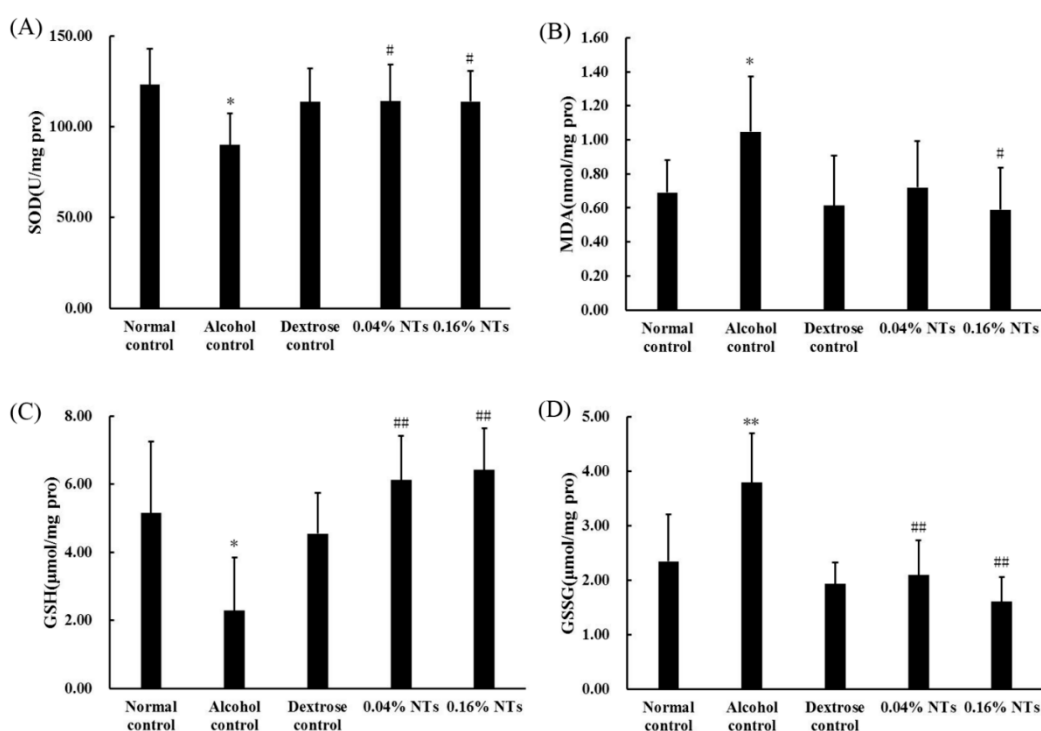 (A)
SOD(U/mg pro)
150.00
100.00
50.00
0.00
*
#
#
Normal control
Alcohol control
Dextrose control
0.04% NTs
0.16% NTs
(B)
MDA(nmol/mg pro)
1.60
1.40
1.20
1.00
0.80
0.60
0.40
0.20
0.00
*
#
Normal control
Alcohol control
Dextrose control
0.04% NTs
0.16% NTs
(C)
GSH(μmol/mg pro)
8.00
6.00
4.00
2.00
0.00
*
##
##
Normal control
Alcohol control
Dextrose control
0.04% NTs
0.16% NTs
(D)
GSSG(μmol/mg pro)
5.00
4.00
3.00
2.00
1.00
0.00
**
##
##
Normal control
Alcohol control
Dextrose control
0.04% NTs
0.16% NTs